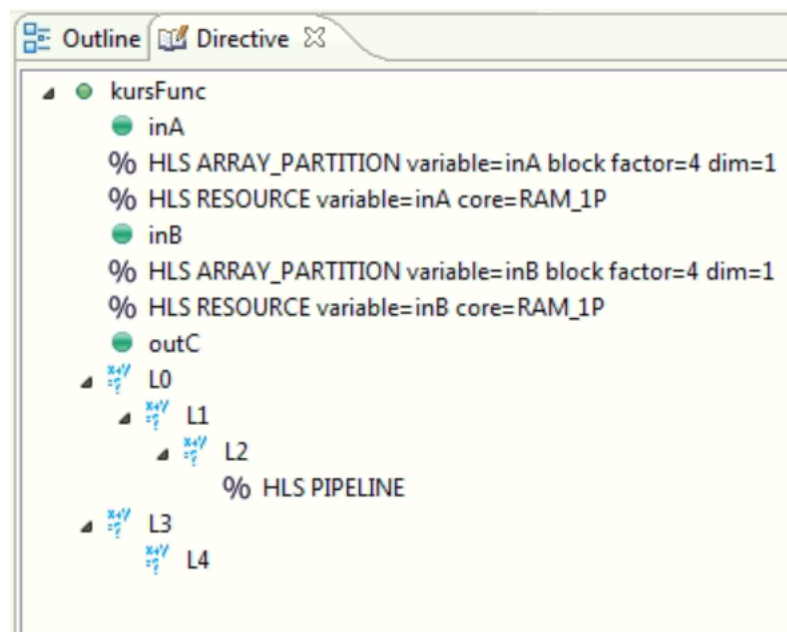 Outline Directive
kursFunc
inA
% HLS ARRAY_PARTITION variable=inA block factor=4 dim=1
% HLS RESOURCE variable=inA core=RAM_1P
inB
% HLS ARRAY_PARTITION variable=inB block factor=4 dim=1
% HLS RESOURCE variable=inB core=RAM_1P
outC
L0
L1
L2
% HLS PIPELINE
L3
L4